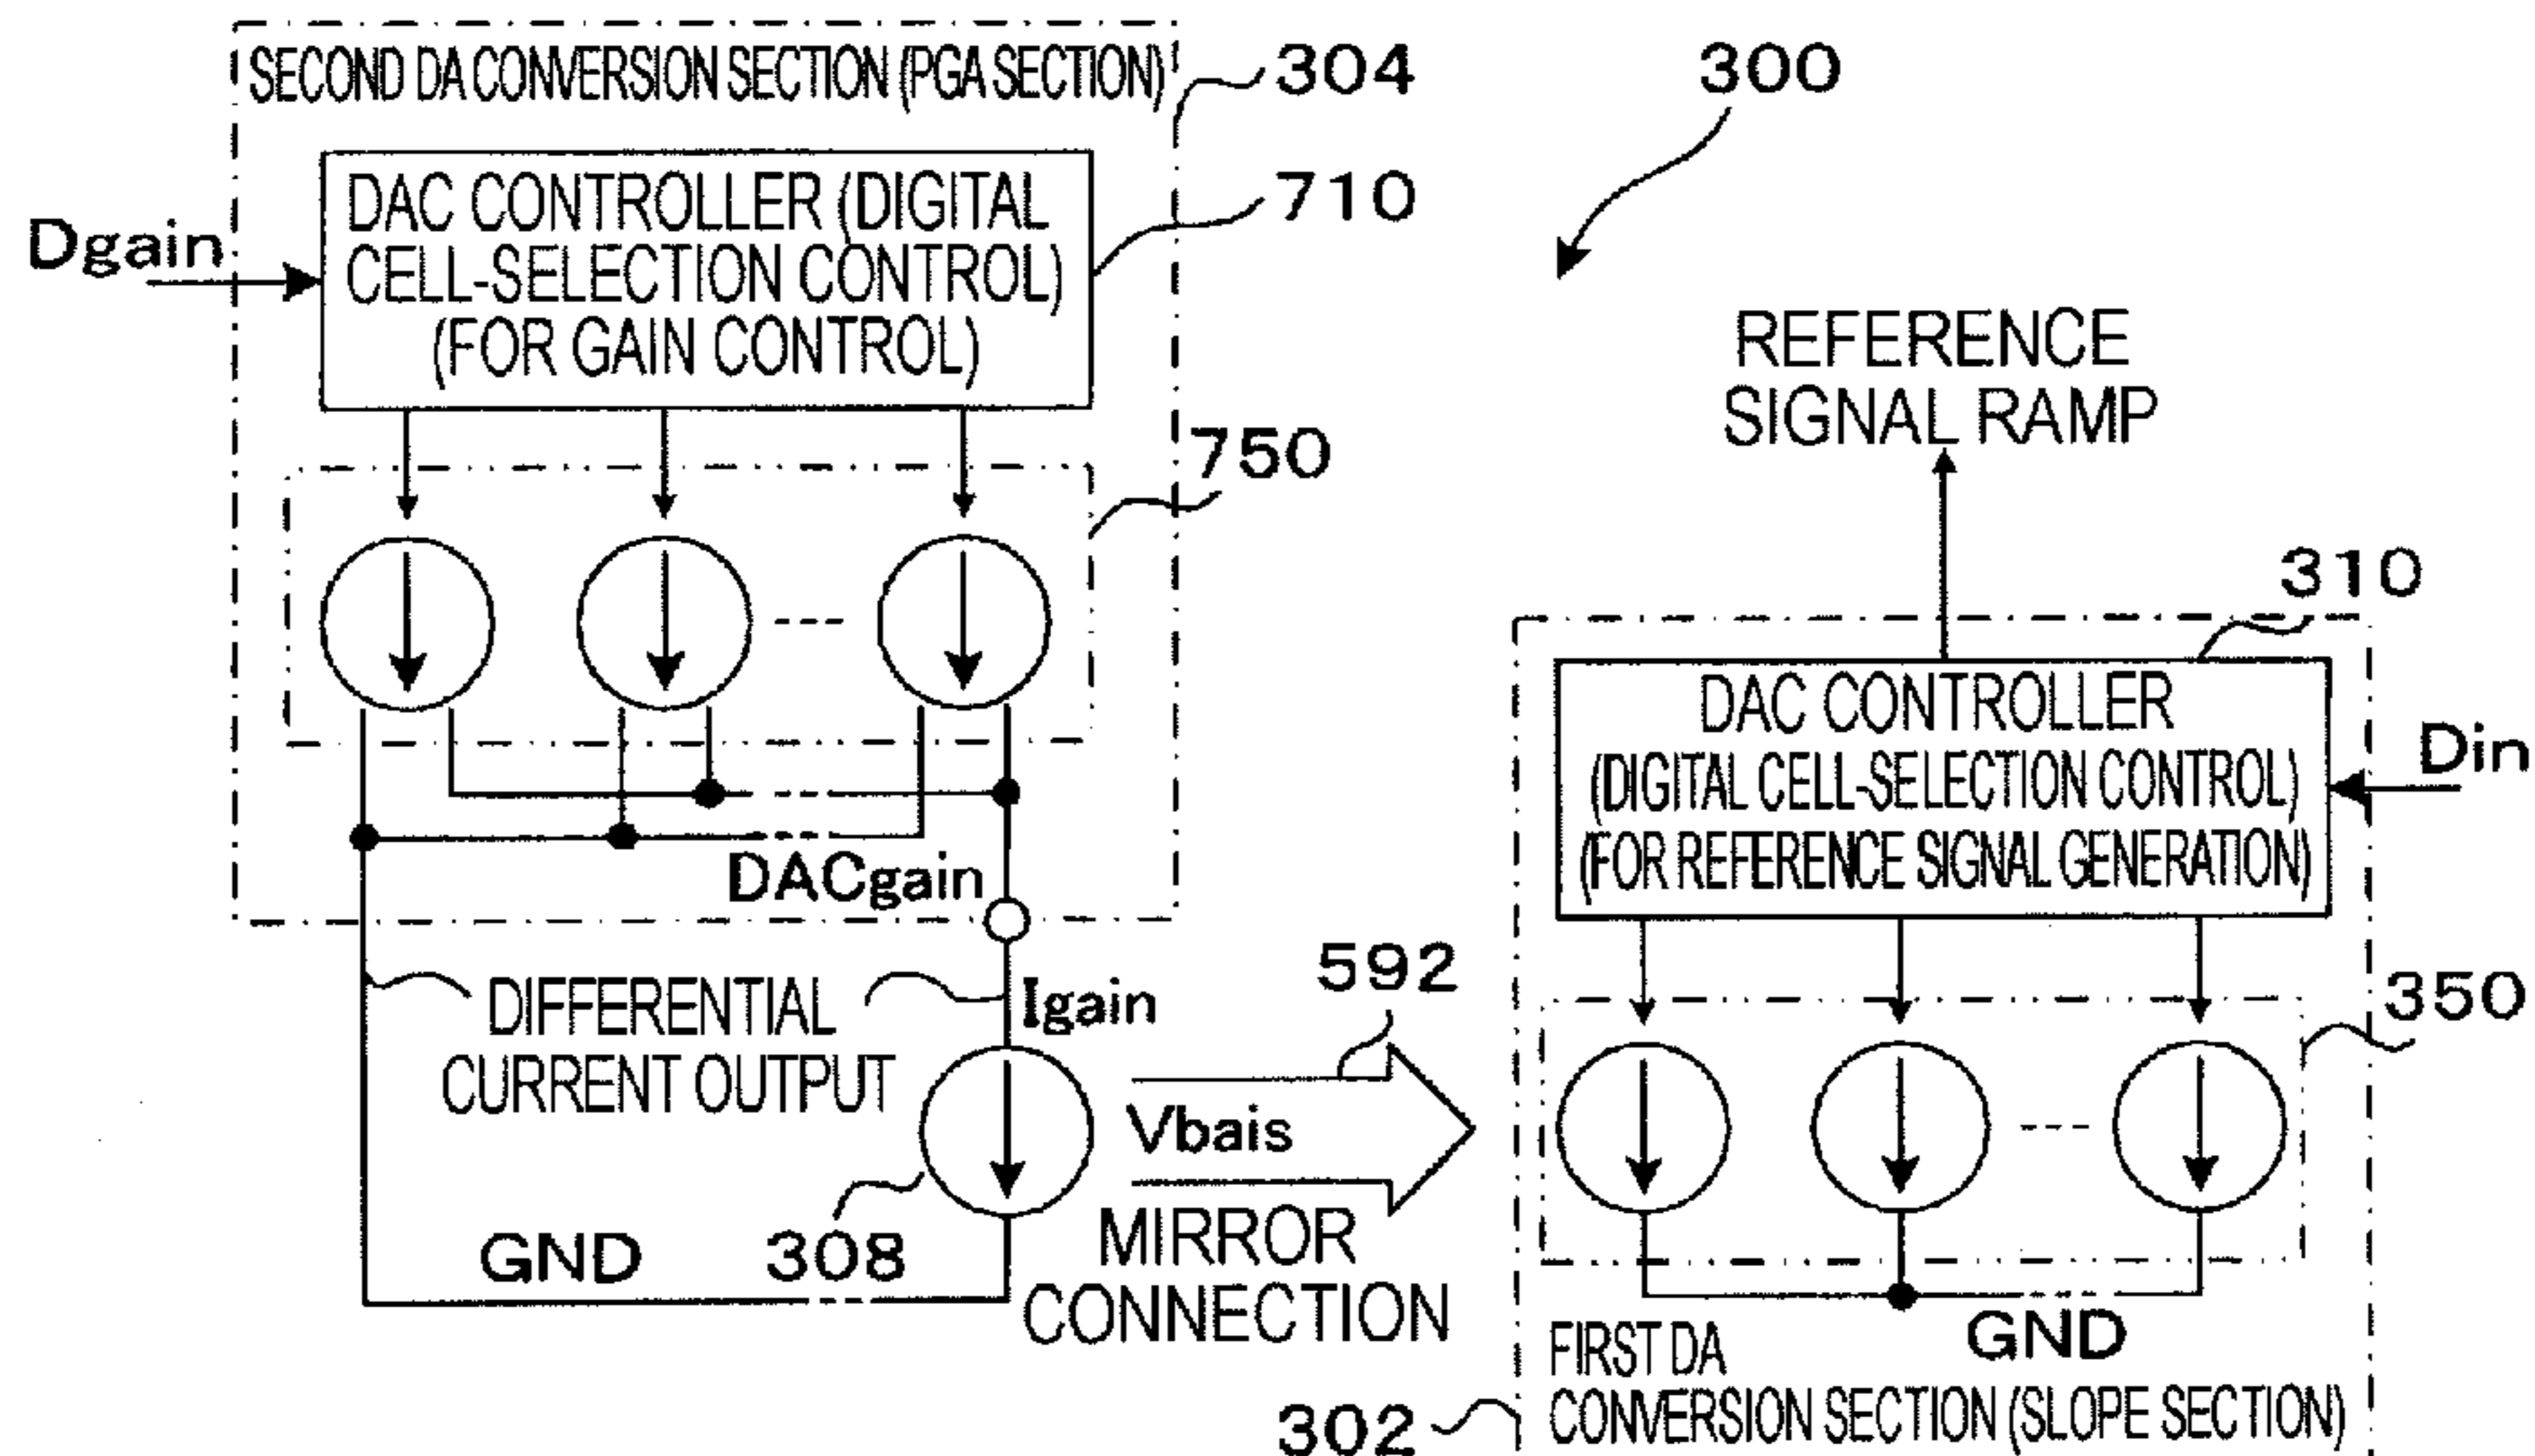 SECOND DA CONVERSION SECTION (PGA SECTION)
304
300
DAC CONTROLLER (DIGITAL
CELL-SELECTION CONTROL)
(FOR GAIN CONTROL)
710
Dgain
750
REFERENCE
SIGNAL RAMP
310
DAC CONTROLLER
(DIGITAL CELL-SELECTION CONTROL)
(FOR REFERENCE SIGNAL GENERATION)
Din
DACgain
DIFFERENTIAL
CURRENT OUTPUT
Igain
592
350
Vbais
MIRROR
CONNECTION
308
GND
GND
FIRST DA
CONVERSION SECTION (SLOPE SECTION)
302